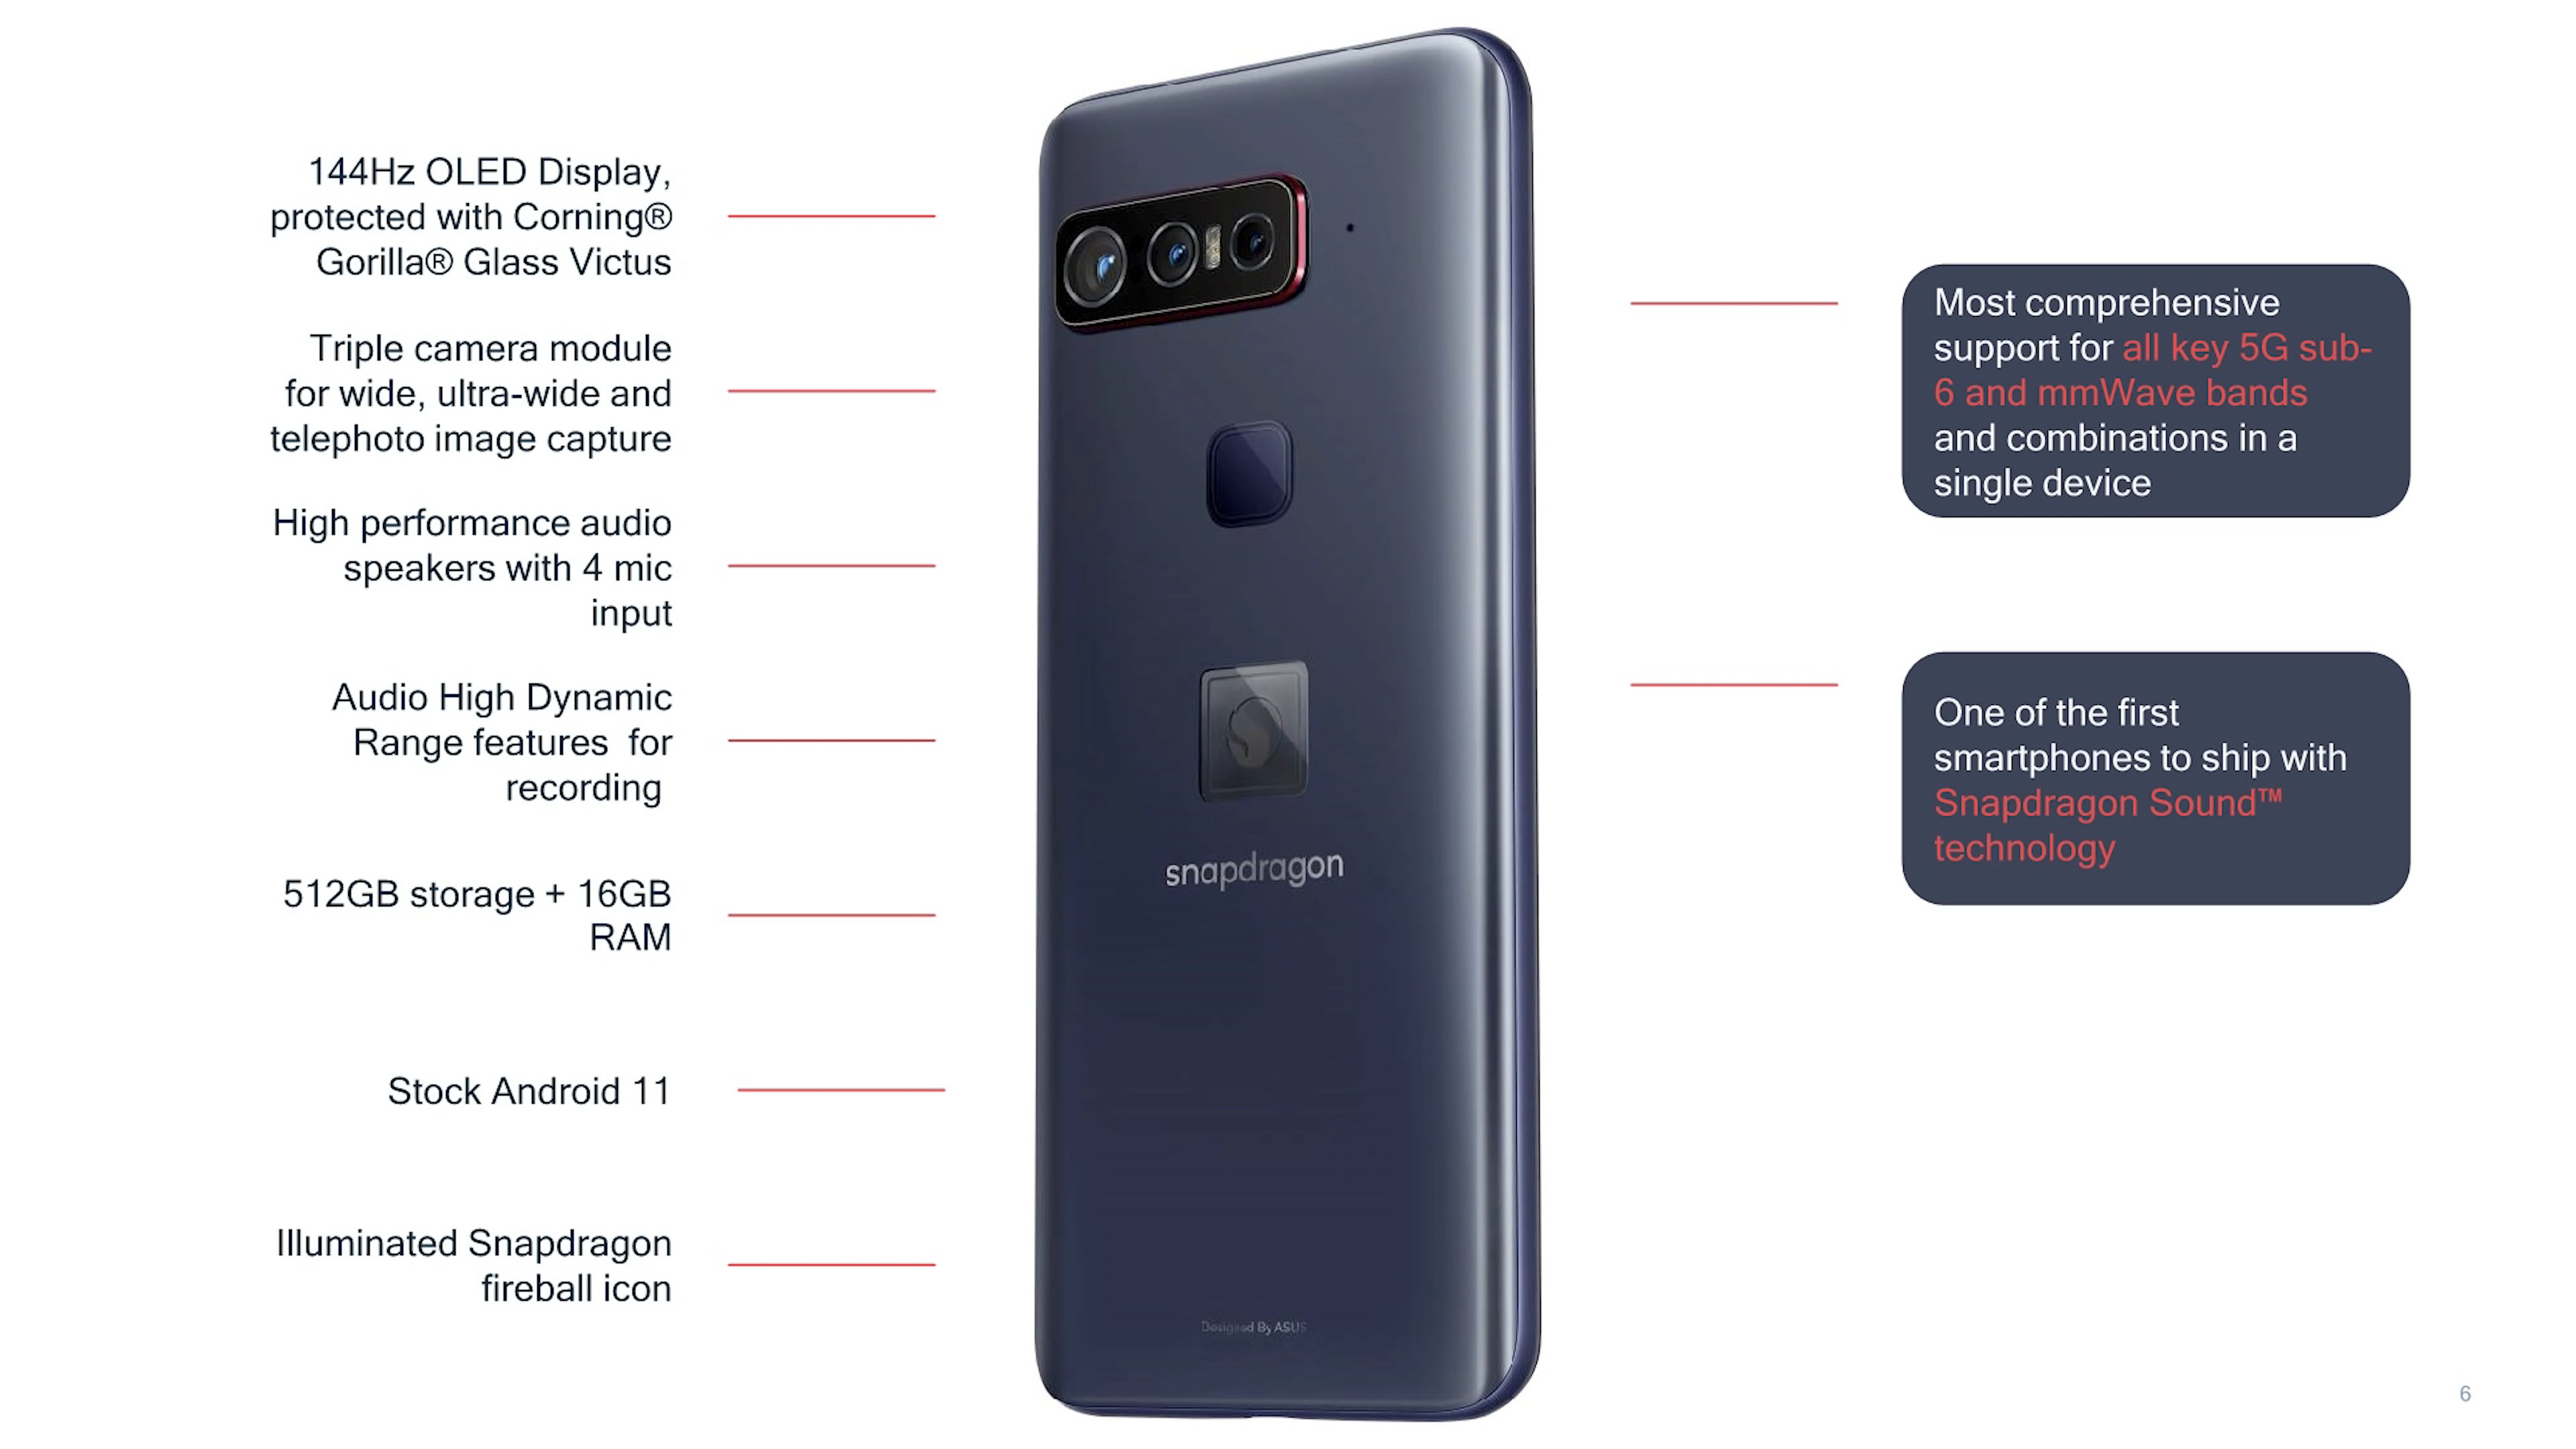 144Hz OLED Display,
protected with Corning®
Gorilla® Glass Victus
Triple camera module
for wide, ultra-wide and
telephoto image capture
High performance audio
speakers with 4 mic
input
Audio High Dynamic
Range features for
recording
512GB storage + 16GB
RAM
Stock Android 11
Illuminated Snapdragon
fireball icon
snapdragon
Designed By ASUS
Most comprehensive
support for all key 5G sub-
6 and mmWave bands
and combinations in a
single device
One of the first
smartphones to ship with
Snapdragon Sound™
technology
6